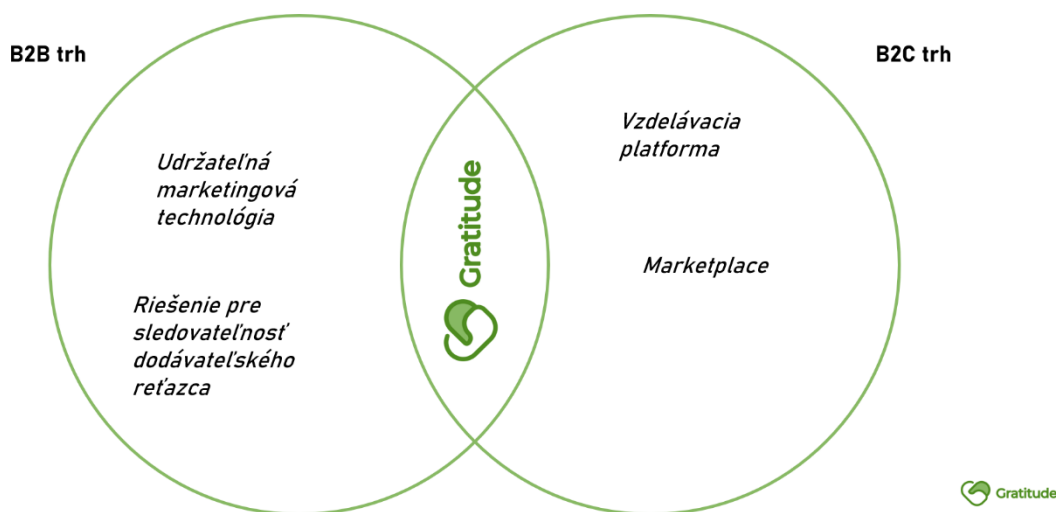 B2B trh
B2C trh
Udržateľná
marketingová
technológia
Riešenie pre
sledovateľnosť
dodávateľského
reťazca
Gratitude
Vzdelávacia
platforma
Marketplace
Gratitude